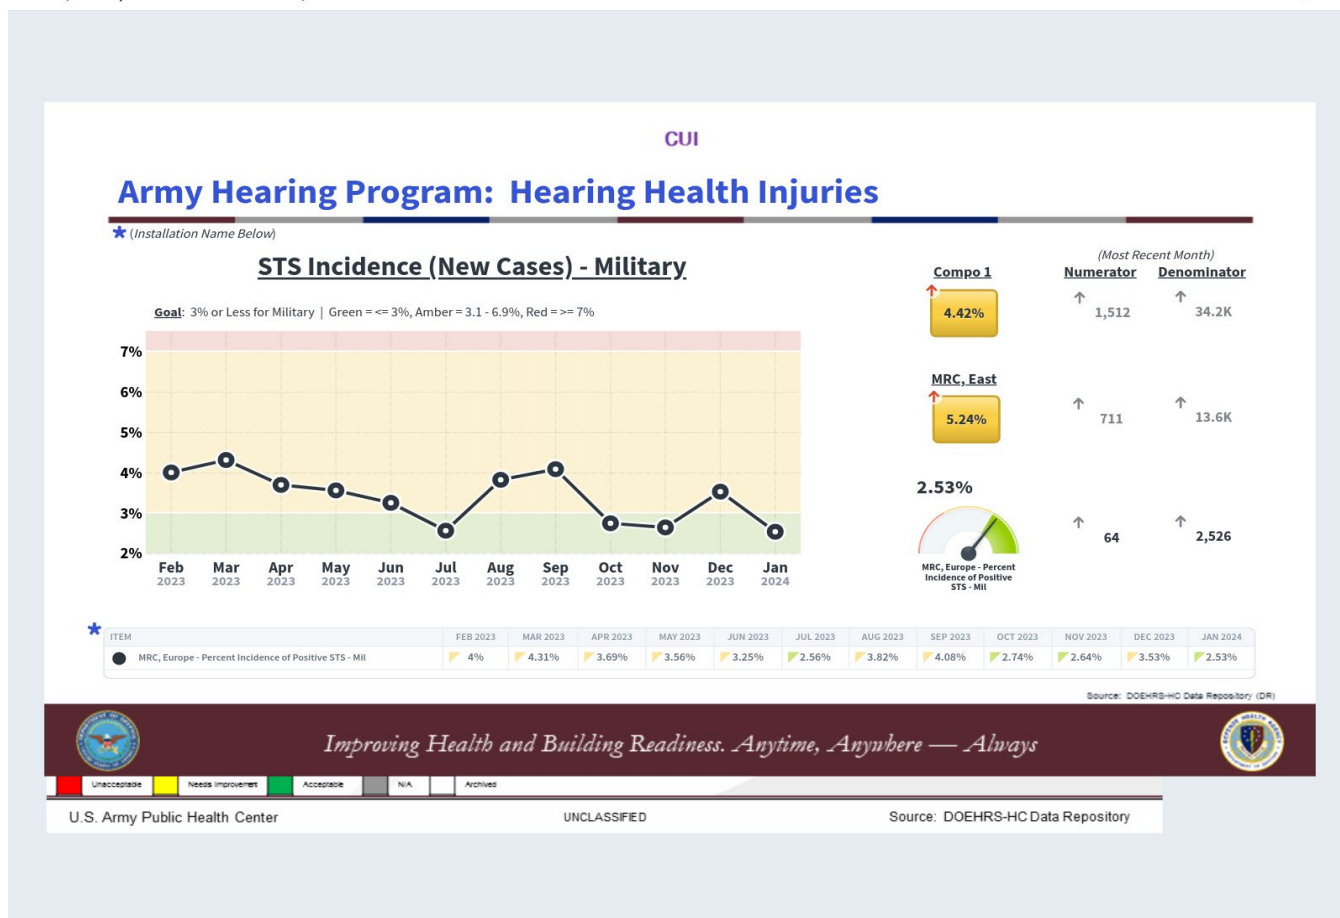 CUI
Army Hearing Program: Hearing Health Injuries
* (Installation Name Below)
STS Incidence (New Cases) - Military
Goal: 3% or Less for Military | Green = <= 3%, Amber = 3.1 - 6.9%, Red = >= 7%
7%
6%
5%
4%
3%
2%
Feb Mar Apr May Jun Jul Aug Sep Oct Nov Dec Jan
2023 2023 2023 2023 2023 2023 2023 2023 2023 2023 2023 2024
(Most Recent Month)
Compo 1 Numerator Denominator
4.42% 1,512 34.2K
MRC, East
5.24% 711 13.6K
2.53%
64 2,526
MRC, Europe - Percent
Incidence of Positive
STS - Mil
*
ITEM FEB 2023 MAR 2023 APR 2023 MAY 2023 JUN 2023 JUL 2023 AUG 2023 SEP 2023 OCT 2023 NOV 2023 DEC 2023 JAN 2024
MRC, Europe - Percent Incidence of Positive STS - Mil 4% 4.31% 3.69% 3.56% 3.25% 2.56% 3.82% 4.08% 2.74% 2.64% 3.53% 2.53%
Source: DOEHRS-HC Data Repository (DR)
Improving Health and Building Readiness. Anytime, Anywhere — Always
Unacceptable Needs Improvement Acceptable N/A Archived
U.S. Army Public Health Center UNCLASSIFIED Source: DOEHRS-HC Data Repository